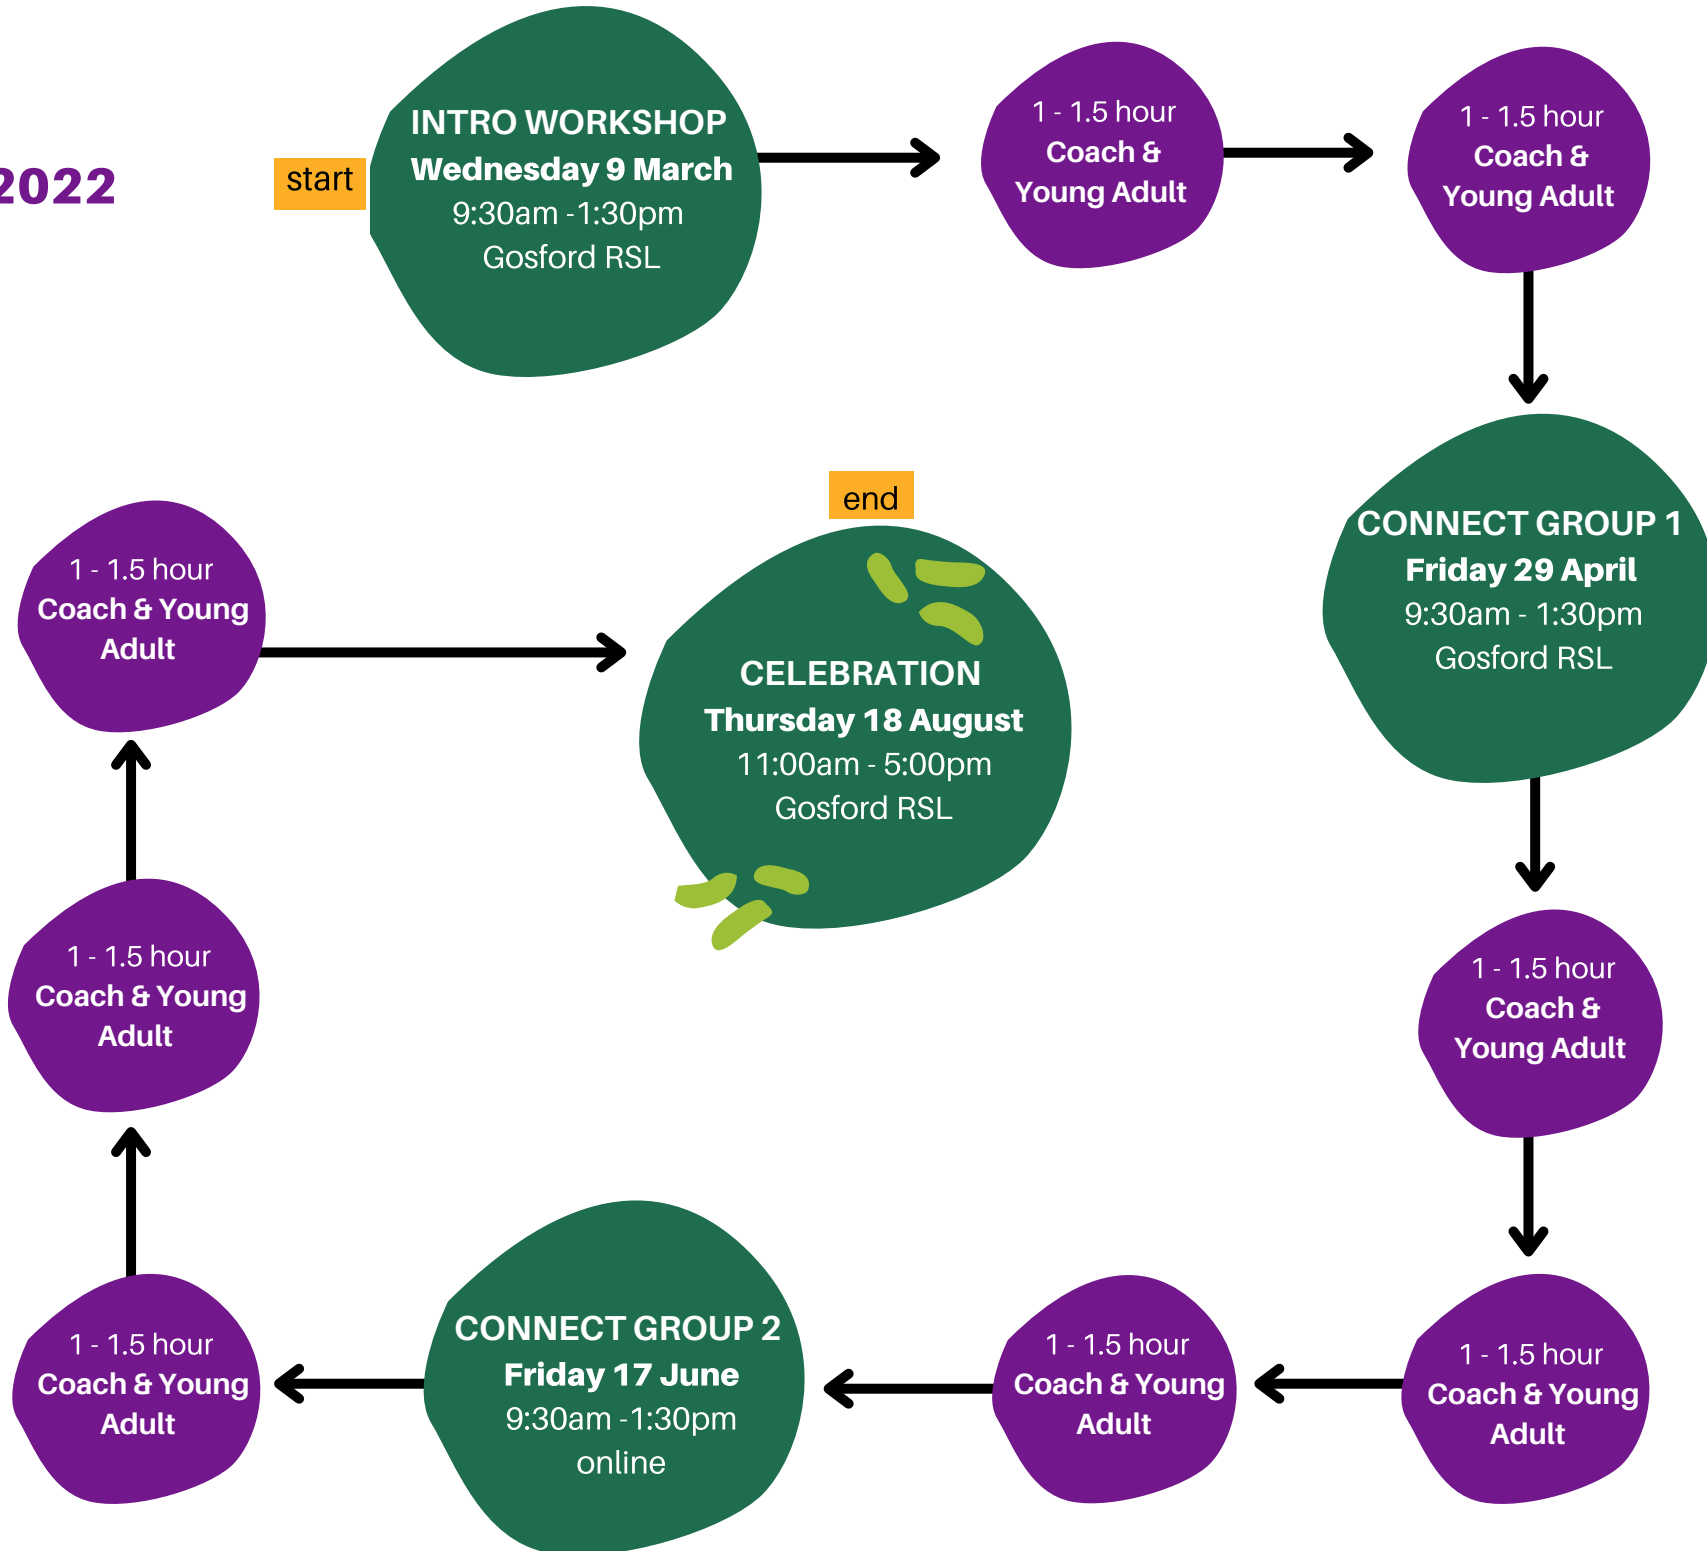 2022
start
INTRO WORKSHOP
Wednesday 9 March
9:30am -1:30pm
Gosford RSL
1 - 1.5 hour
Coach &
Young Adult
1 - 1.5 hour
Coach &
Young Adult
CONNECT GROUP 1
Friday 29 April
9:30am - 1:30pm
Gosford RSL
1 - 1.5 hour
Coach &
Young Adult
1 - 1.5 hour
Coach & Young
Adult
1 - 1.5 hour
Coach & Young
Adult
CONNECT GROUP 2
Friday 17 June
9:30am -1:30pm
online
1 - 1.5 hour
Coach & Young
Adult
1 - 1.5 hour
Coach & Young
Adult
1 - 1.5 hour
Coach & Young
Adult
end
CELEBRATION
Thursday 18 August
11:00am - 5:00pm
Gosford RSL